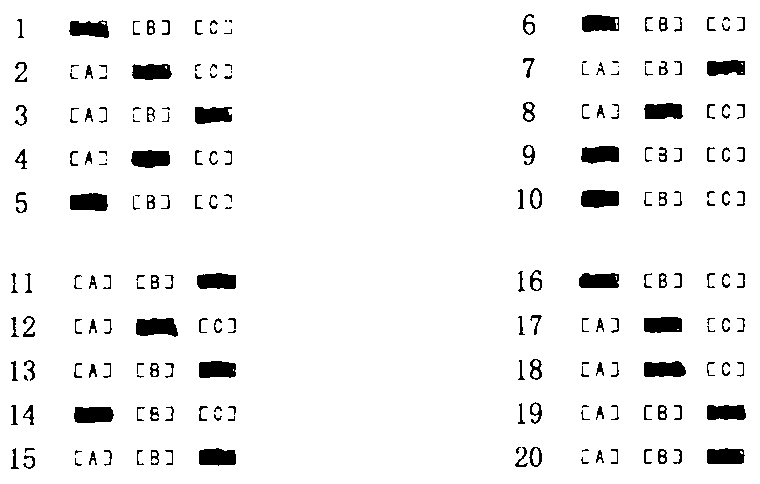 1 [B] [C]
2 [A] [C]
3 [A] [B]
4 [A] [C]
5 [B] [C]
6 [B] [C]
7 [A] [B]
8 [A] [C]
9 [B] [C]
10 [B] [C]
11 [A] [B]
12 [A] [C]
13 [A] [B]
14 [B] [C]
15 [A] [B]
16 [B] [C]
17 [A] [C]
18 [A] [C]
19 [A] [B]
20 [A] [B]